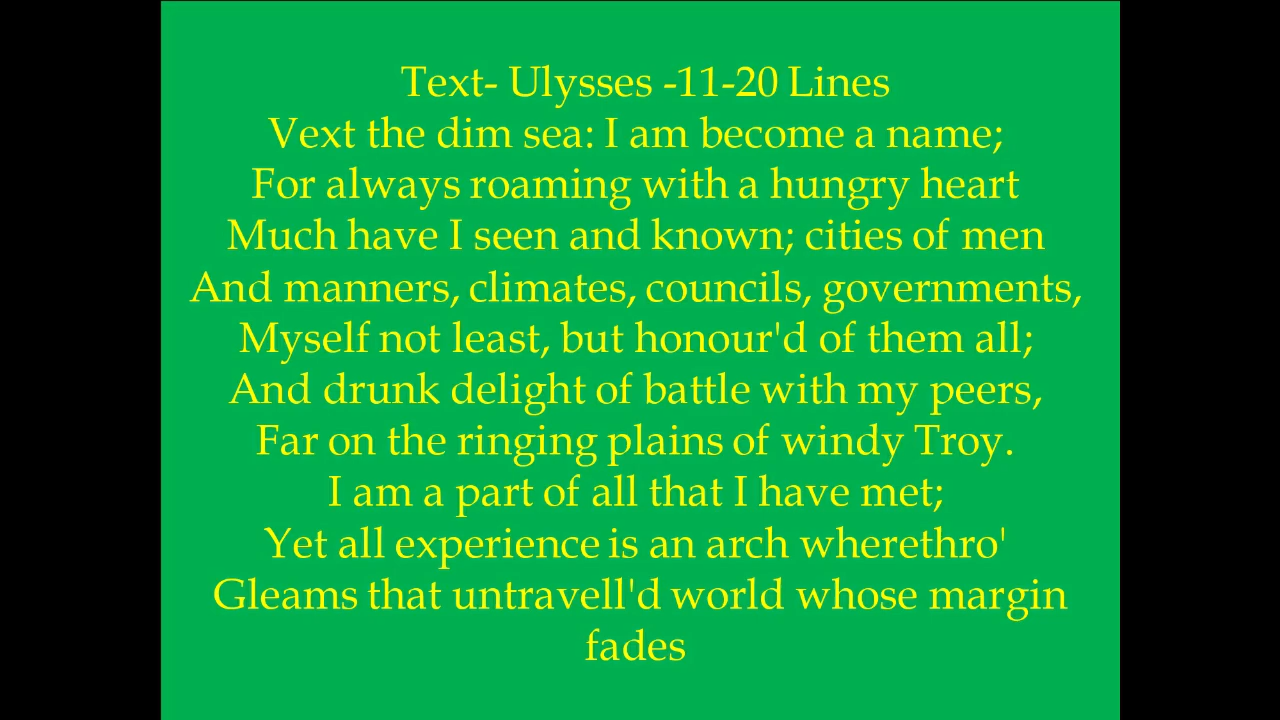 Text- Ulysses -11-20 Lines
Vext the dim sea: I am become a name;
For always roaming with a hungry heart
Much have I seen and known; cities of men
And manners, climates, councils, governments,
Myself not least, but honour'd of them all;
And drunk delight of battle with my peers,
Far on the ringing plains of windy Troy.
I am a part of all that I have met;
Yet all experience is an arch wherethro'
Gleams that untravell'd world whose margin
fades